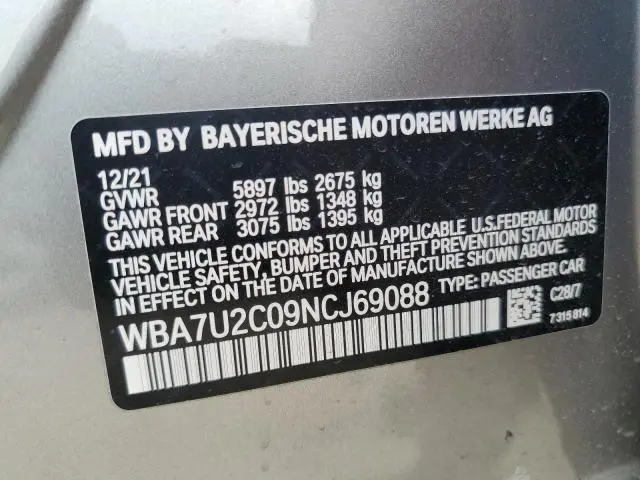 MFD BY BAYERISCHE MOTOREN WERKE AG
12/21
GVWR 5897 lbs 2675 kg
GAWR FRONT 2972 lbs 1348 kg
GAWR REAR 3075 lbs 1395 kg
THIS VEHICLE CONFORMS TO ALL APPLICABLE U.S.FEDERAL MOTOR
VEHICLE SAFETY, BUMPER AND THEFT PREVENTION STANDARDS
IN EFFECT ON THE DATE OF MANUFACTURE SHOWN ABOVE.
WBA7U2C09NCJ69088 TYPE: PASSENGER CAR
C28/7
7315814